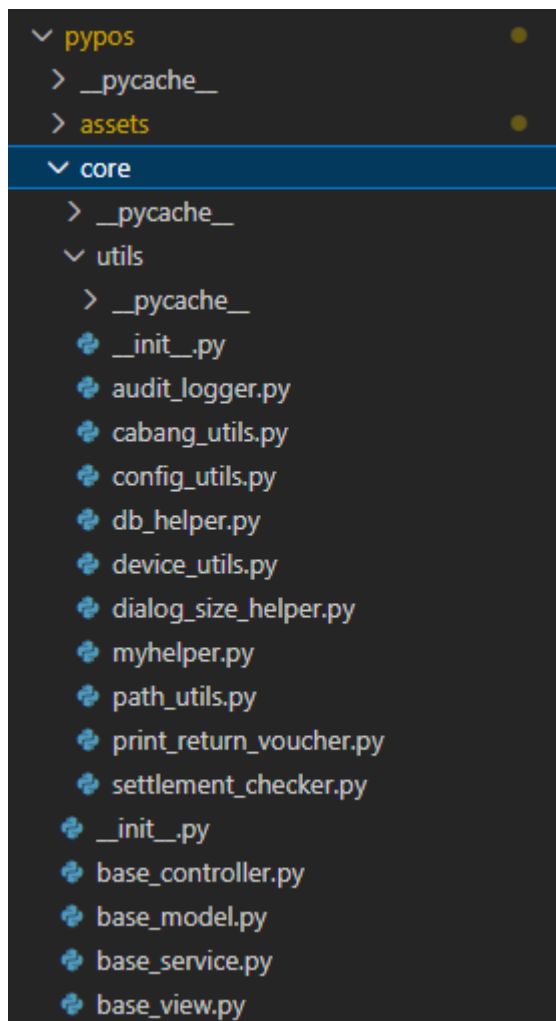 pypos
__pycache__
assets
core
__pycache__
utils
__pycache__
__init__.py
audit_logger.py
cabang_utils.py
config_utils.py
db_helper.py
device_utils.py
dialog_size_helper.py
myhelper.py
path_utils.py
print_return_voucher.py
settlement_checker.py
__init__.py
base_controller.py
base_model.py
base_service.py
base_view.py